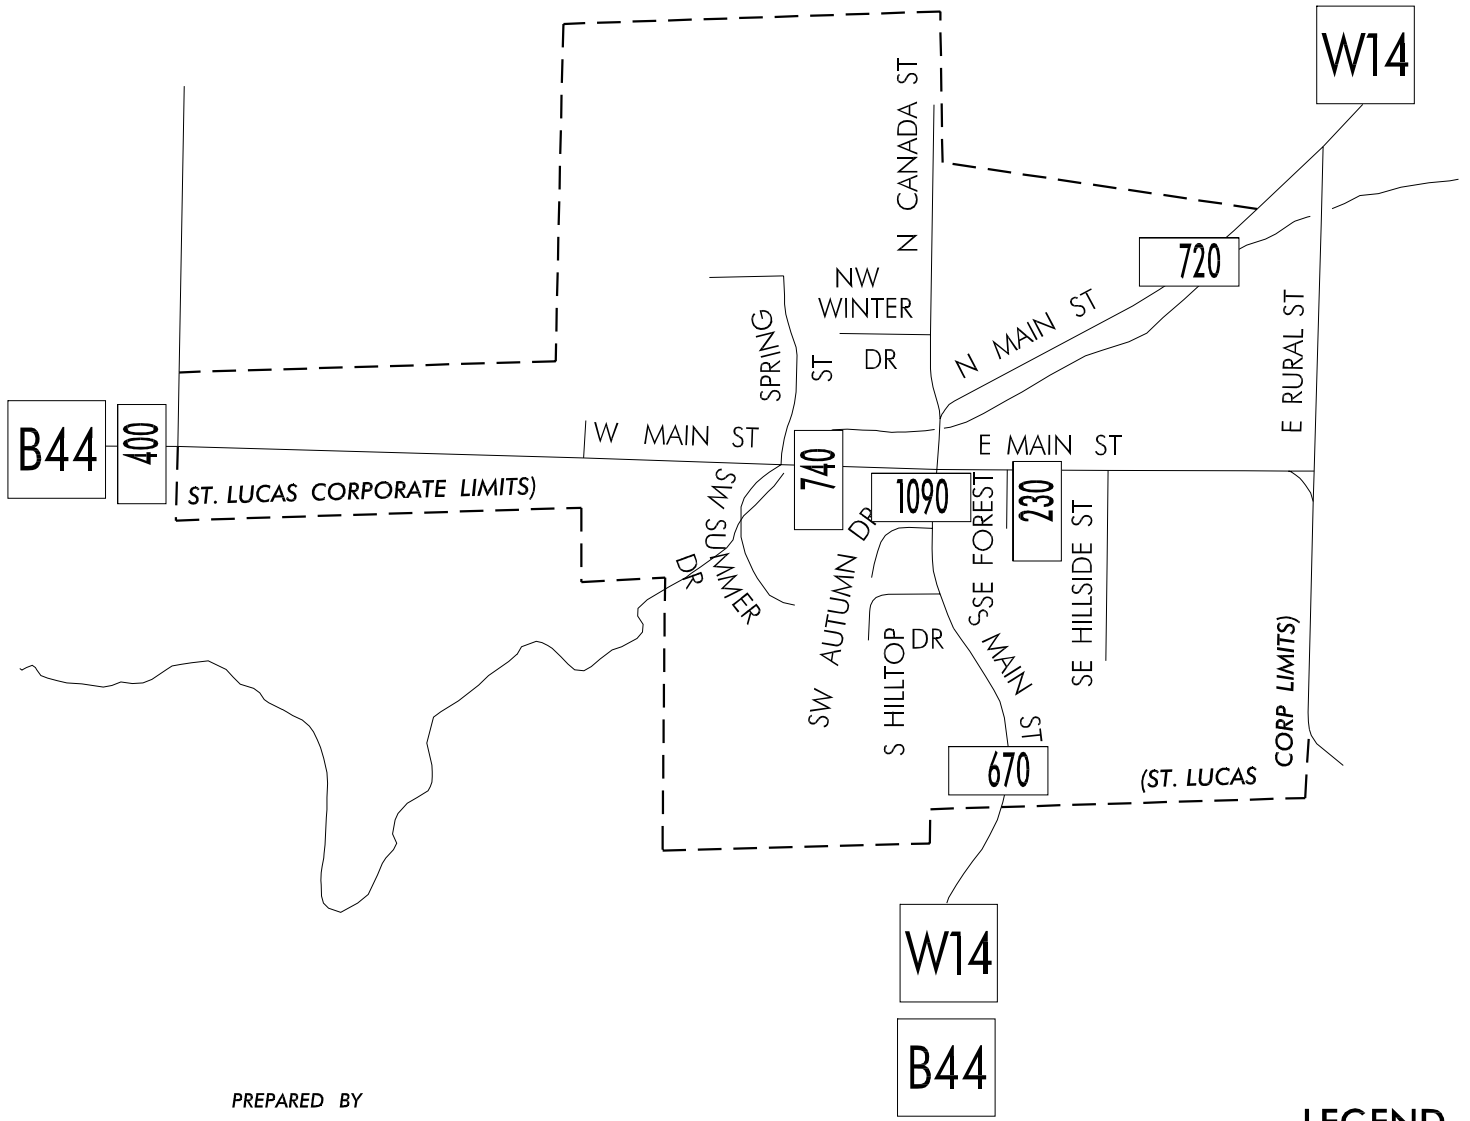 W14
N CANADA ST
720
NW
WINTER
DR
SPRING
ST
N MAIN ST
E RURAL ST
B44
400
W MAIN ST
E MAIN ST
740
1090
230
ST. LUCAS CORPORATE LIMITS)
SW SUMMER
DR
SW AUTUMN DR
SE FOREST
SE HILLSIDE ST
S HILLTOP
DR
S MAIN ST
670
(ST. LUCAS
CORP LIMITS)
W14
B44
PREPARED BY
LEGEND